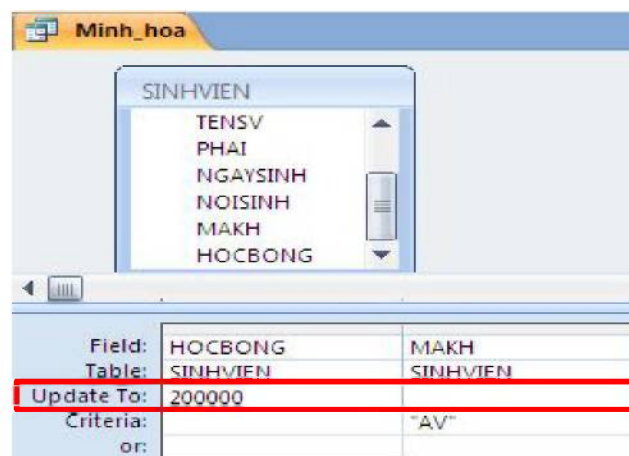 Minh_hoa
SINHVIEN
TENSV
PHAI
NGAYSINH
NOISINH
MAKH
HOCBONG
Field: HOCBONG MAKH
Table: SINHVIEN SINHVIEN
Update To: 200000
Criteria: "AV"
or: